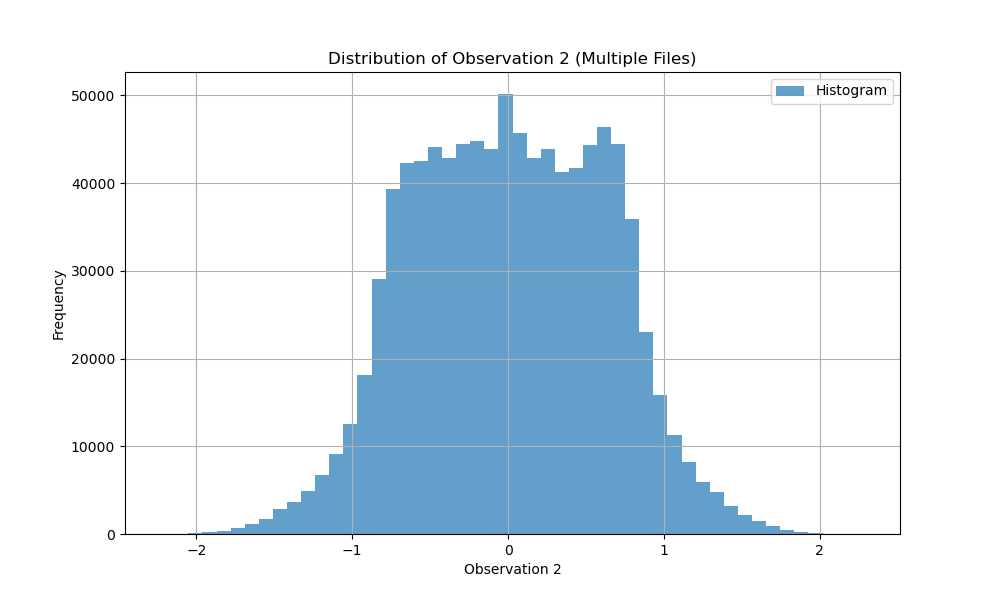 Distribution of Observation 2 (Multiple Files)
Histogram
50000
40000
30000
20000
10000
0
Frequency
−2
−1
0
1
2
Observation 2